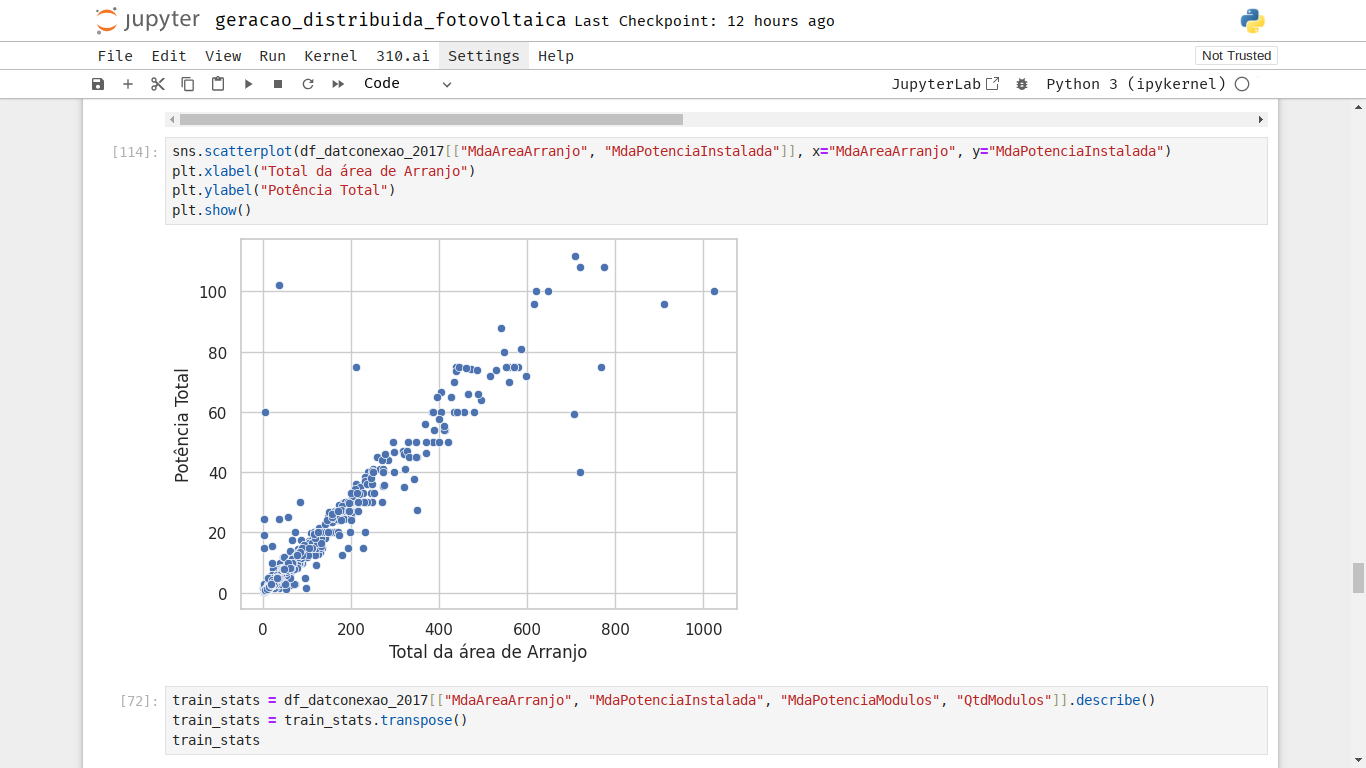 jupyter geracao_distribuida_fotovoltaica Last Checkpoint: 12 hours ago
File Edit View Run Kernel 310.ai Settings Help Not Trusted
Code JupyterLab Python 3 (ipykernel)
[114]: sns.scatterplot(df_datconexao_2017[["MdaAreaArranjo", "MdaPotenciaInstalada"]], x="MdaAreaArranjo", y="MdaPotenciaInstalada")
plt.xlabel("Total da área de Arranjo")
plt.ylabel("Potência Total")
plt.show()
100
80
60
40
20
0
Potência Total
0 200 400 600 800 1000
Total da área de Arranjo
[72]: train_stats = df_datconexao_2017[["MdaAreaArranjo", "MdaPotenciaInstalada", "MdaPotenciaModulos", "QtdModulos"]].describe()
train_stats = train_stats.transpose()
train_stats